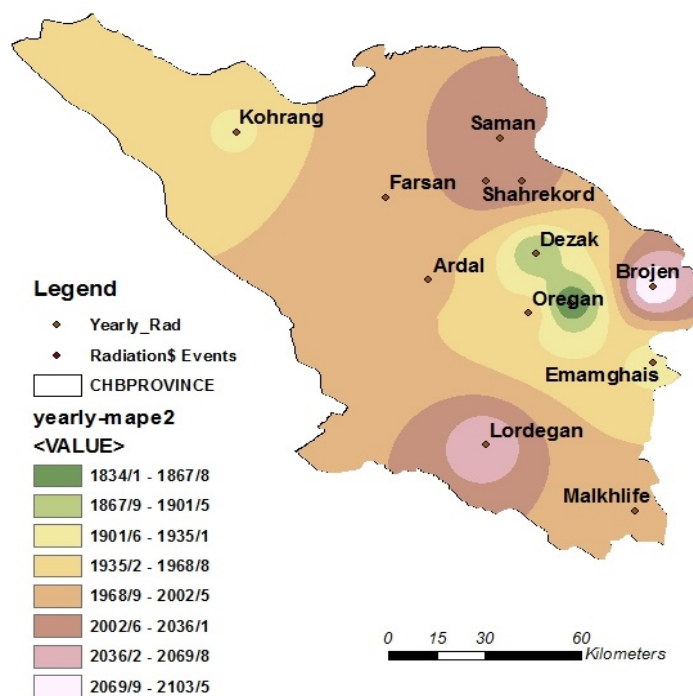 Kohrang
Saman
Farsan
Shahrekord
Dezak
Ardal
Brojen
Oregan
Emamghais
Lordegan
Malkhlife
Legend
Yearly_Rad
Radiation$ Events
CHBPROVINCE
yearly-mape2
<VALUE>
1834/1 - 1867/8
1867/9 - 1901/5
1901/6 - 1935/1
1935/2 - 1968/8
1968/9 - 2002/5
2002/6 - 2036/1
2036/2 - 2069/8
2069/9 - 2103/5
0 15 30 60
Kilometers